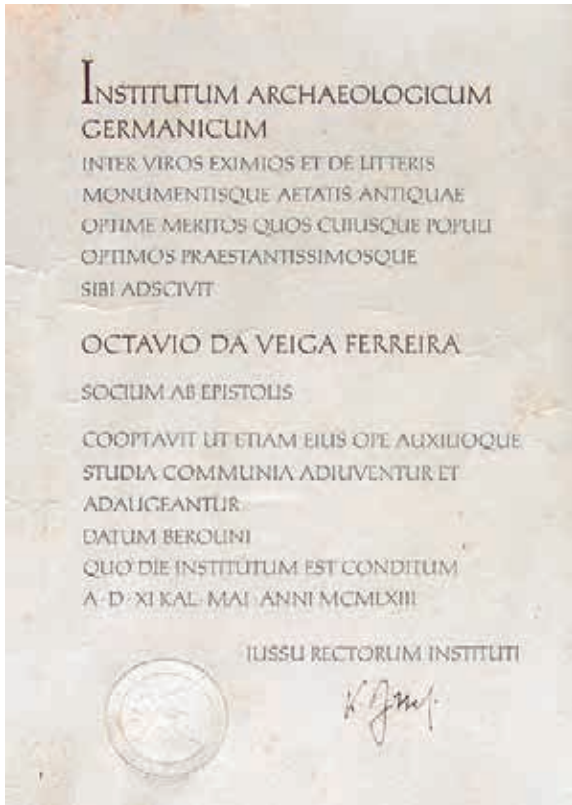 INSTITUTUM ARCHAEOLOGICUM
GERMANICUM
INTER VIROS EXIMIOS ET DE LITTERIS
MONUMENTISQUE AETATIS ANTIQUAE
OPTIME MERITOS QUOS CUIUSQUE POPULI
OPTIMOS PRAESTANTISSIMOSQUE
SIBI ADSCIVIT
OCTAVIO DA VEIGA FERREIRA
SOCIUM AB EPISTOLIS
COOPTAVIT UT ETIAM EIUS OPE AUXILIOQUE
STUDIA COMMUNIA ADIUVENTUR ET
ADAUGEANTUR
DATUM BEROLINI
QUO DIE INSTITUTUM EST CONDITUM
A·D·XI KAL·MAI·ANNI MCMLXIII
IUSSU RECTORUM INSTITUTI